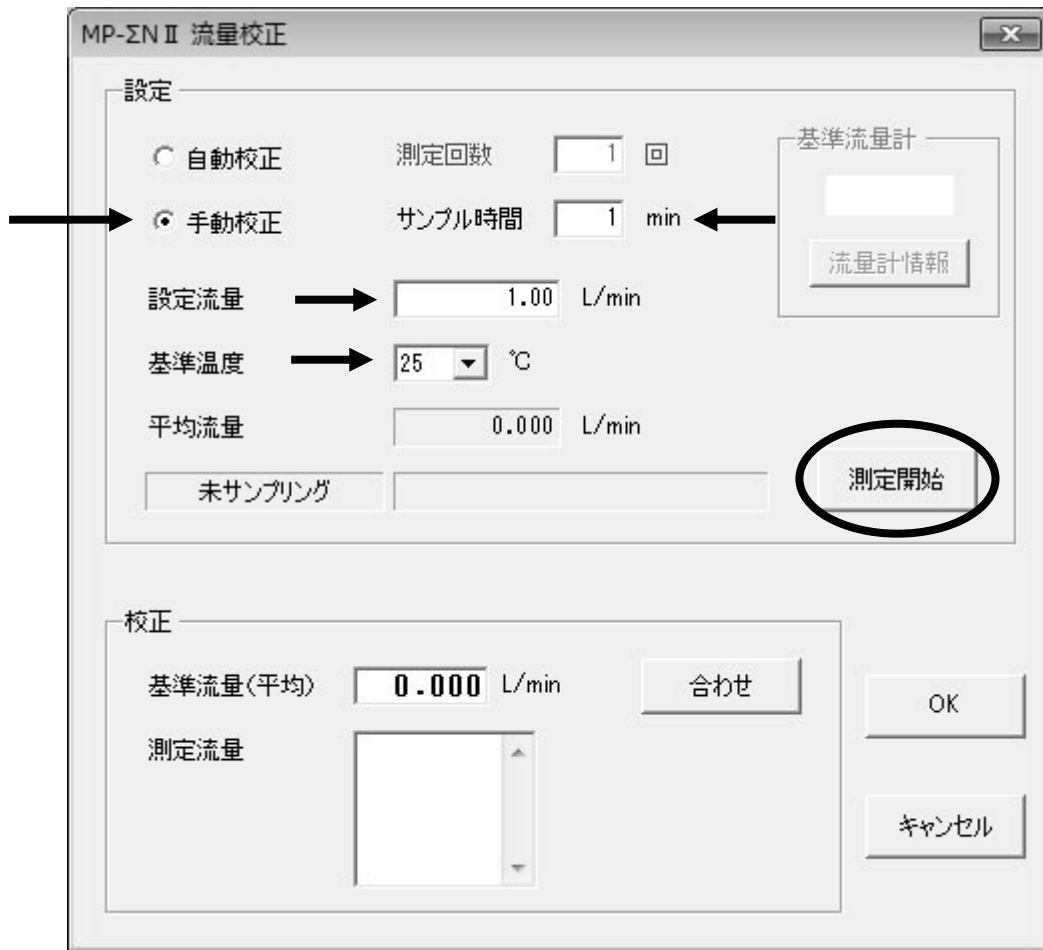 MP-ΣNⅡ 流量校正
設定
自動校正 測定回数 1 回
基準流量計
手動校正 サンプル時間 1 min
流量計情報
設定流量 1.00 L/min
基準温度 25 ℃
平均流量 0.000 L/min
未サンプリング
測定開始
校正
基準流量(平均) 0.000 L/min 合わせ
OK
測定流量
キャンセル